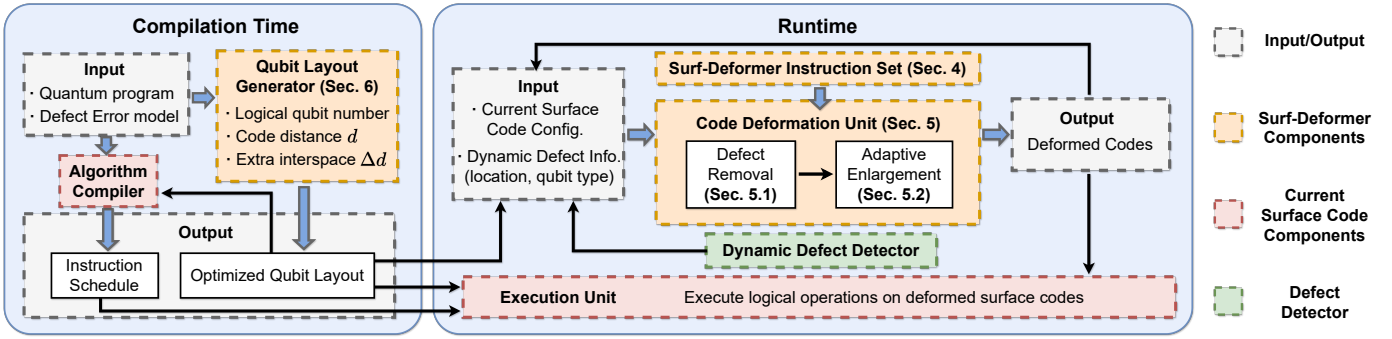 Compilation Time
Input
· Quantum program
· Defect Error model
Qubit Layout
Generator (Sec. 6)
· Logical qubit number
· Code distance d
· Extra interspace Δd
Algorithm
Compiler
Output
Instruction
Schedule
Optimized Qubit Layout
Runtime
Input
· Current Surface
Code Config.
· Dynamic Defect Info.
(location, qubit type)
Surf-Deformer Instruction Set (Sec. 4)
Code Deformation Unit (Sec. 5)
Defect
Removal
(Sec. 5.1)
Adaptive
Enlargement
(Sec. 5.2)
Output
Deformed Codes
Dynamic Defect Detector
Execution Unit
Execute logical operations on deformed surface codes
Input/Output
Surf-Deformer
Components
Current
Surface Code
Components
Defect
Detector